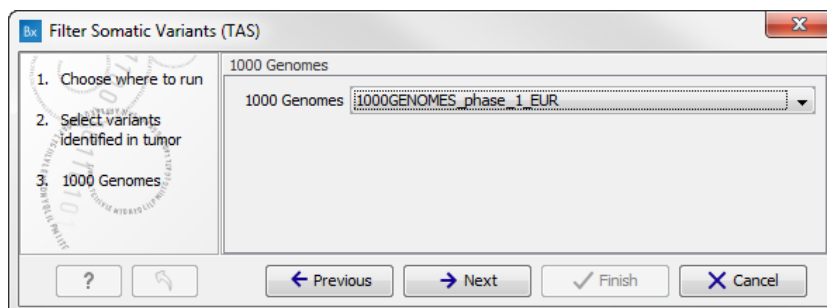 Bx Filter Somatic Variants (TAS)
1. Choose where to run
2. Select variants
identified in tumor
3. 1000 Genomes
1000 Genomes
1000 Genomes 1000GENOMES_phase_1_EUR
? Previous Next Finish Cancel